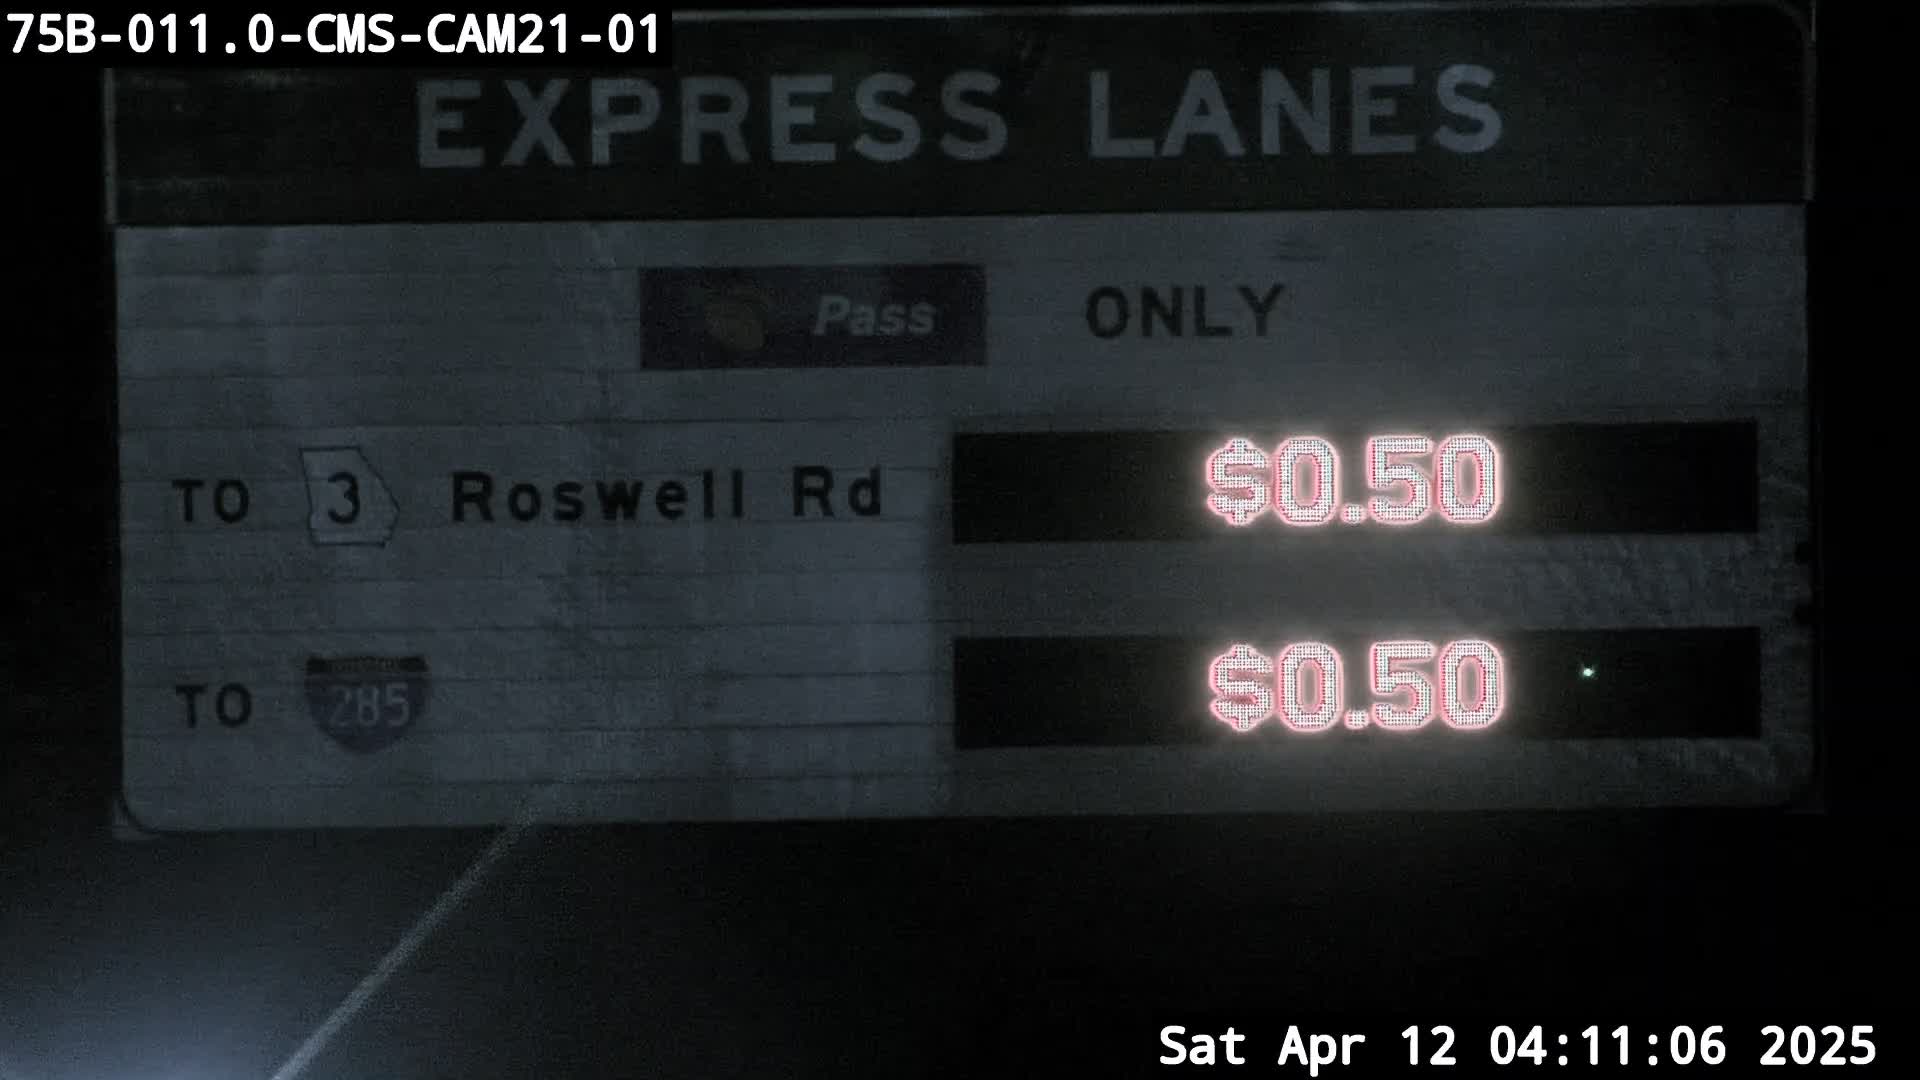 75B-011.0-CMS-CAM21-01
EXPRESS LANES
Pass ONLY
TO 3 Roswell Rd $0.50
TO 285 $0.50
Sat Apr 12 04:11:06 2025